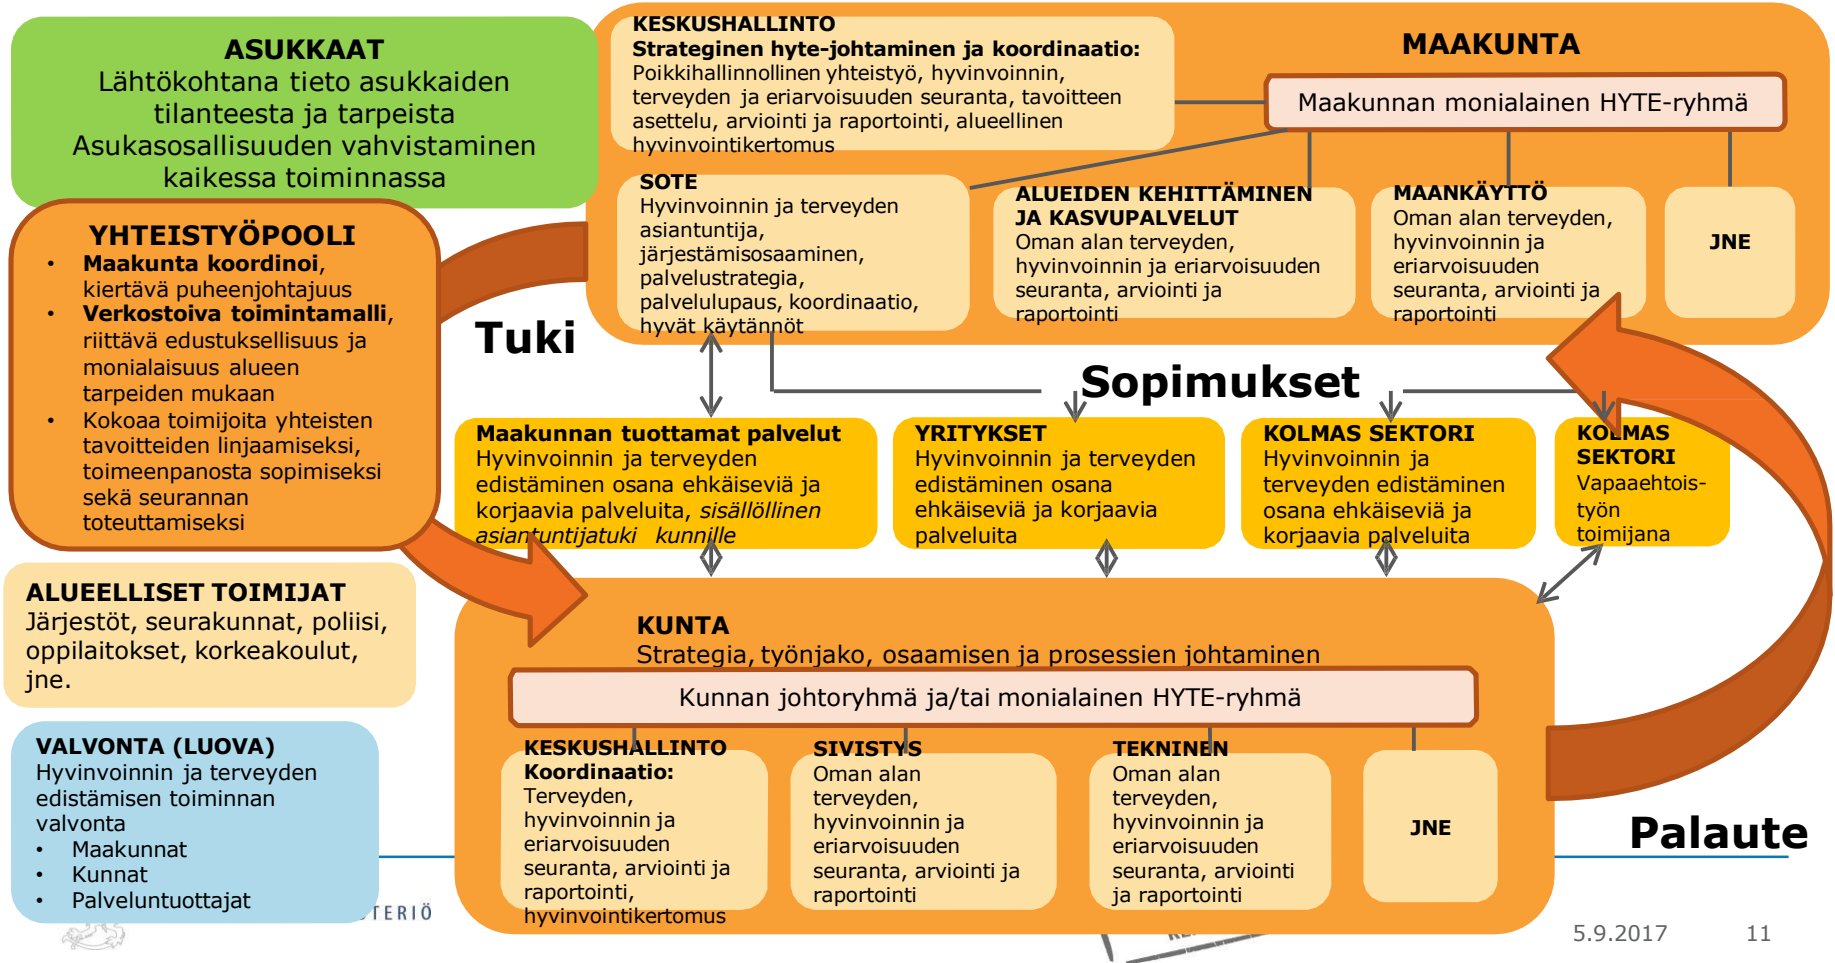 ASUKKAAT
Lähtökohtana tieto asukkaiden
tilanteesta ja tarpeista
Asukasosallisuuden vahvistaminen
kaikessa toiminnassa
YHTEISTYÖPOOLI
• Maakunta koordinoi,
kiertävä puheenjohtajuus
• Verkostoiva toimintamalli,
riittävä edustuksellisuus ja
monialaisuus alueen
tarpeiden mukaan
• Kokoaa toimijoita yhteisten
tavoitteiden linjaamiseksi,
toimeenpanosta sopimiseksi
sekä seurannan
toteuttamiseksi
ALUEELLISET TOIMIJAT
Järjestöt, seurakunnat, poliisi,
oppilaitokset, korkeakoulut,
jne.
VALVONTA (LUOVA)
Hyvinvoinnin ja terveyden
edistämisen toiminnan
valvonta
• Maakunnat
• Kunnat
• Palveluntuottajat
MAAKUNTA
KESKUSHALLINTO
Strateginen hyte-johtaminen ja koordinaatio:
Poikkihallinnollinen yhteistyö, hyvinvoinnin,
terveyden ja eriarvoisuuden seuranta, tavoitteen
asettelu, arviointi ja raportointi, alueellinen
hyvinvointikertomus
Maakunnan monialainen HYTE-ryhmä
SOTE
Hyvinvoinnin ja terveyden
asiantuntija,
järjestämisosaaminen,
palvelustrategia,
palvelulupaus, koordinaatio,
hyvät käytännöt
ALUEIDEN KEHITTÄMINEN
JA KASVUPALVELUT
Oman alan terveyden,
hyvinvoinnin ja eriarvoisuuden
seuranta, arviointi ja
raportointi
MAANKÄYTTÖ
Oman alan terveyden,
hyvinvoinnin ja
eriarvoisuuden
seuranta, arviointi ja
raportointi
JNE
Tuki
Sopimukset
Maakunnan tuottamat palvelut
Hyvinvoinnin ja terveyden
edistäminen osana ehkäiseviä ja
korjaavia palveluita, sisällöllinen
asiantuntijatuki kunnille
YRITYKSET
Hyvinvoinnin ja terveyden
edistäminen osana
ehkäiseviä ja korjaavia
palveluita
KOLMAS SEKTORI
Hyvinvoinnin ja
terveyden edistäminen
osana ehkäiseviä ja
korjaavia palveluita
KOLMAS
SEKTORI
Vapaaehtois-
työn
toimijana
KUNTA
Strategia, työnjako, osaamisen ja prosessien johtaminen
Kunnan johtoryhmä ja/tai monialainen HYTE-ryhmä
KESKUSHALLINTO
Koordinaatio:
Terveyden,
hyvinvoinnin ja
eriarvoisuuden
seuranta, arviointi ja
raportointi,
hyvinvointikertomus
SIVISTYS
Oman alan
terveyden,
hyvinvoinnin ja
eriarvoisuuden
seuranta, arviointi ja
raportointi
TEKNINEN
Oman alan
terveyden,
hyvinvoinnin ja
eriarvoisuuden
seuranta, arviointi
ja raportointi
JNE
Palaute
TERIÖ
5.9.2017
11